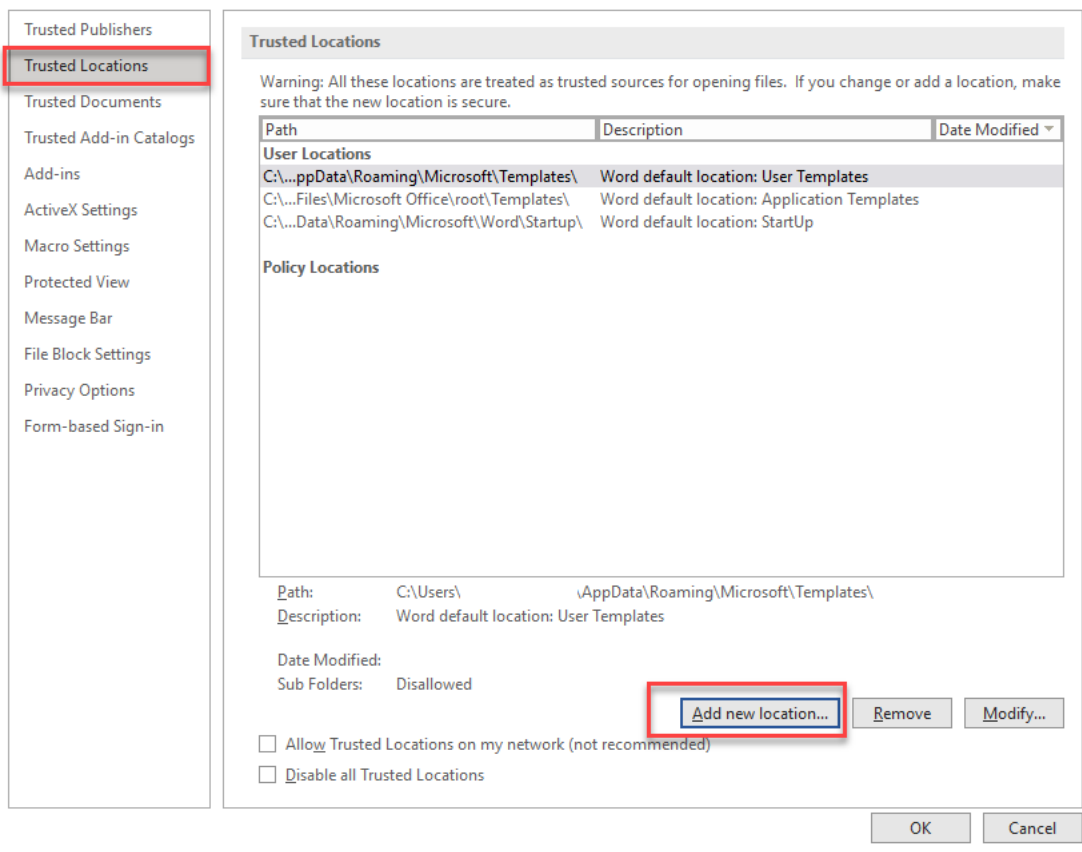 Trusted Publishers
Trusted Locations
Trusted Documents
Trusted Add-in Catalogs
Add-ins
ActiveX Settings
Macro Settings
Protected View
Message Bar
File Block Settings
Privacy Options
Form-based Sign-in
Trusted Locations
Warning: All these locations are treated as trusted sources for opening files. If you change or add a location, make
sure that the new location is secure.
Path Description Date Modified
User Locations
C:\...ppData\Roaming\Microsoft\Templates\ Word default location: User Templates
C:\...Files\Microsoft Office\root\Templates\ Word default location: Application Templates
C:\...Data\Roaming\Microsoft\Word\Startup\ Word default location: StartUp
Policy Locations
Path: C:\Users\ \AppData\Roaming\Microsoft\Templates\
Description: Word default location: User Templates
Date Modified:
Sub Folders: Disallowed
Add new location... Remove Modify...
Allow Trusted Locations on my network (not recommended)
Disable all Trusted Locations
OK Cancel